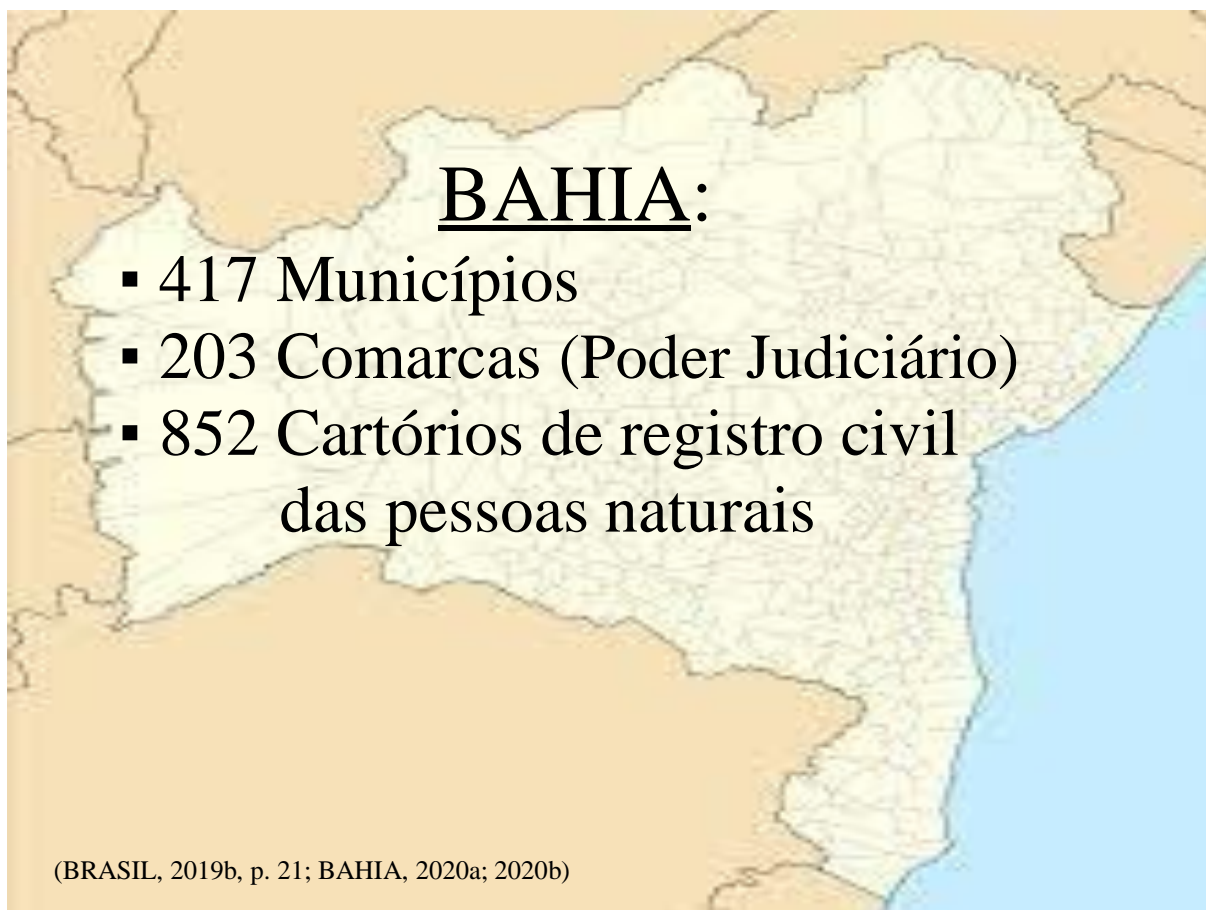 BAHIA:
▪ 417 Municípios
▪ 203 Comarcas (Poder Judiciário)
▪ 852 Cartórios de registro civil
das pessoas naturais
(BRASIL, 2019b, p. 21; BAHIA, 2020a; 2020b)